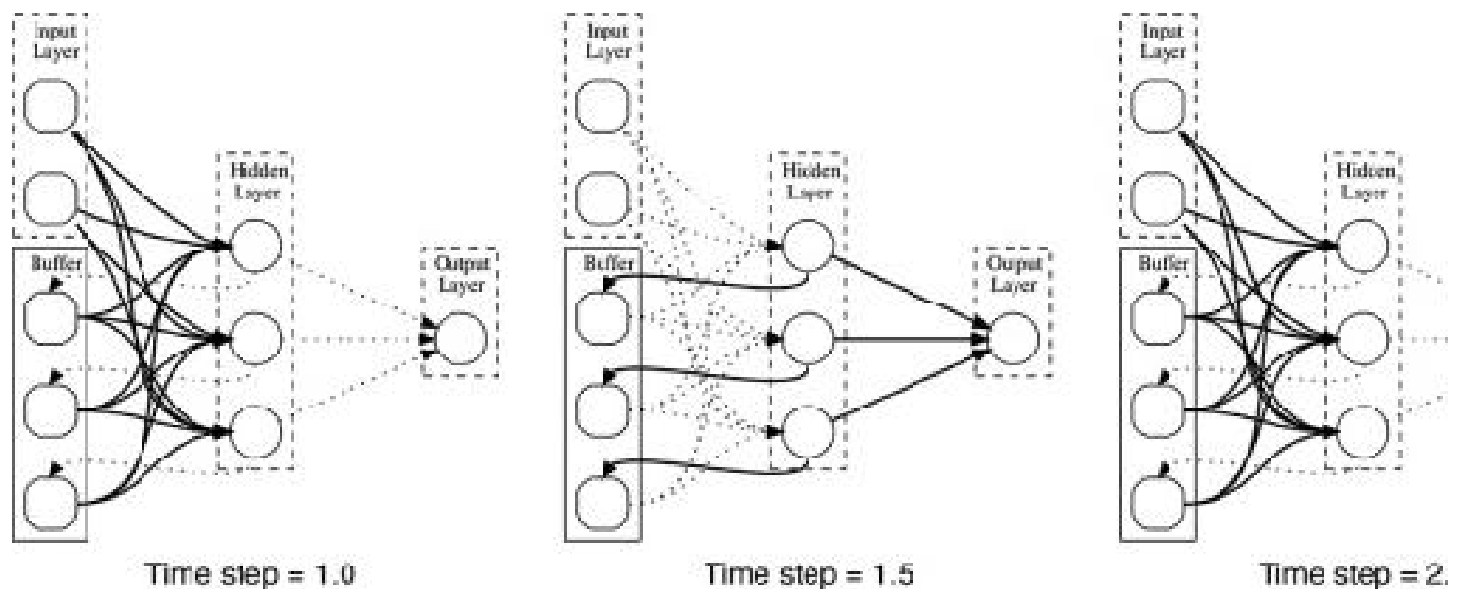 Input
Layer
Hidden
Layer
Buffer
Output
Layer
Time step = 1.0
Input
Layer
Hidden
Layer
Buffer
Output
Layer
Time step = 1.5
Input
Layer
Hidden
Layer
Buffer
Time step = 2.